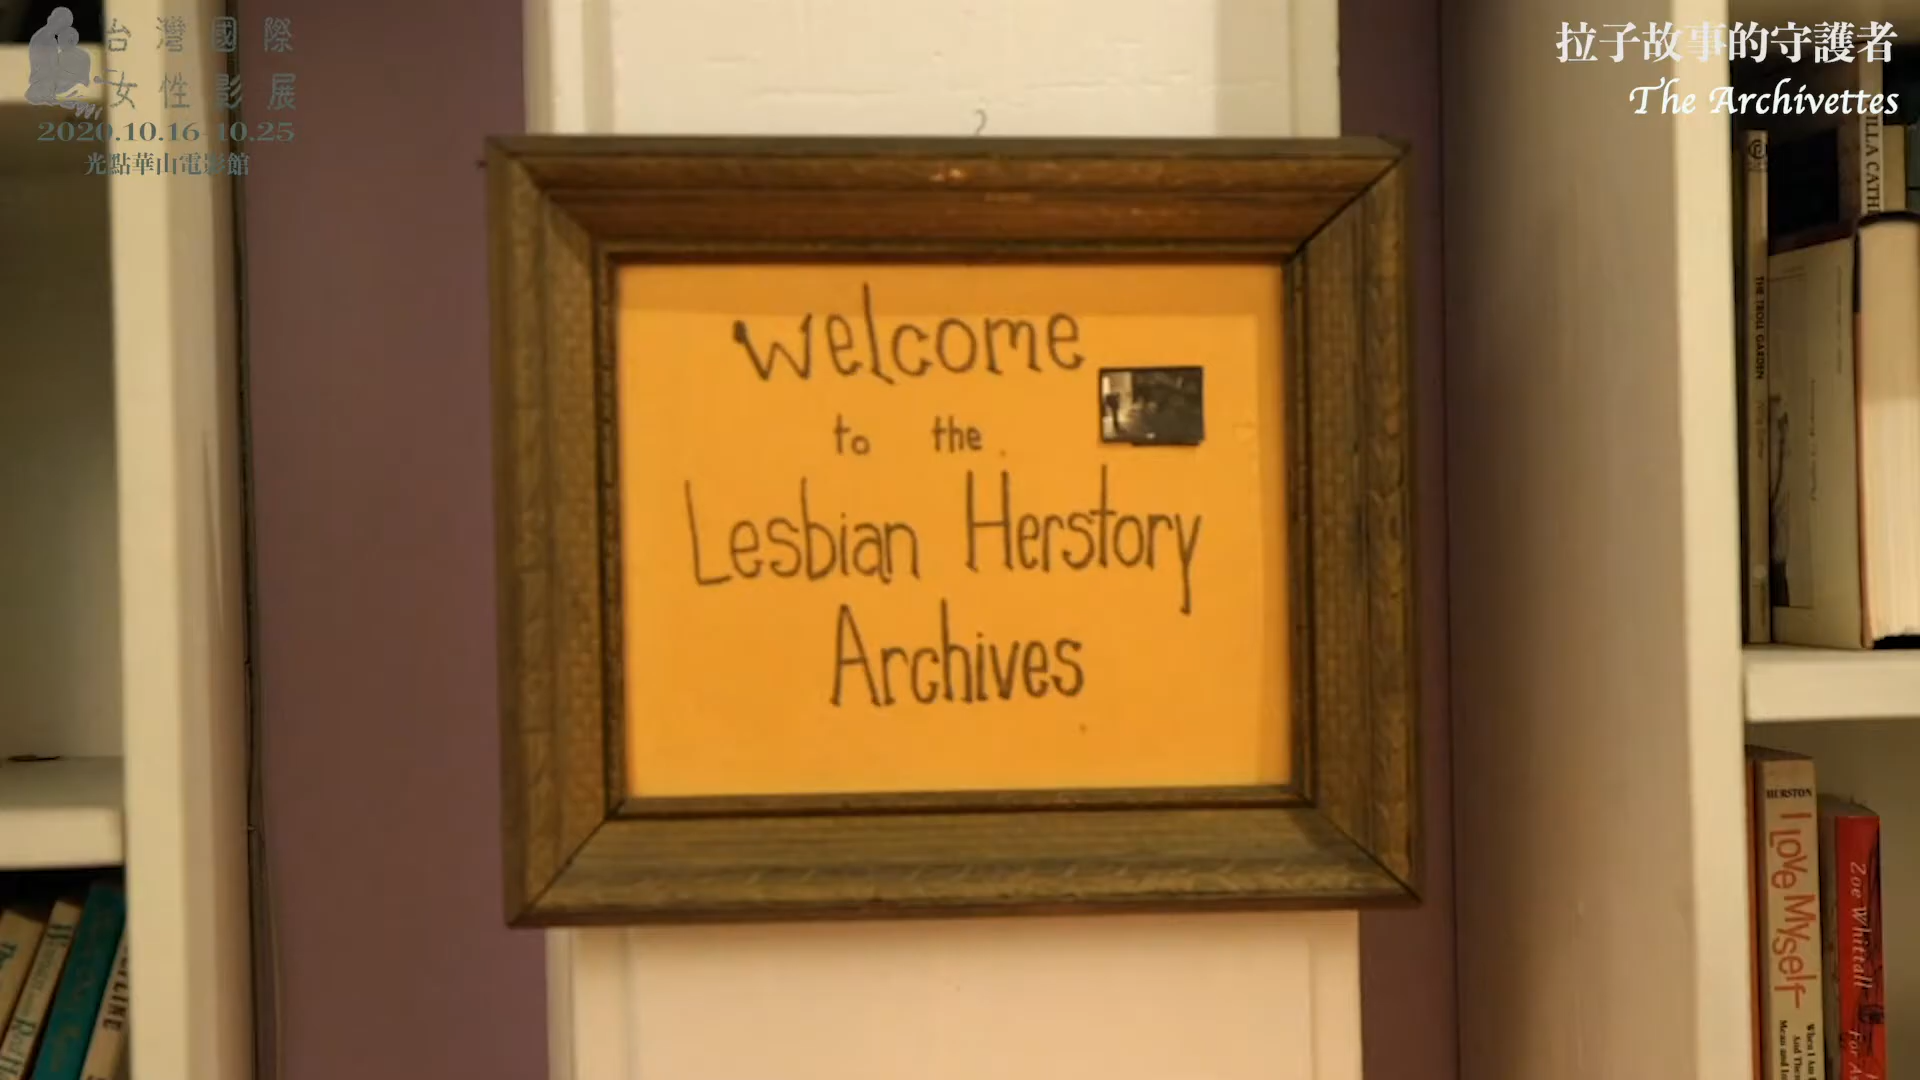 台灣國際
女性影展
2020.10.16-10.25
光點華山電影館
拉子故事的守護者
The Archivettes
Welcome
to the
Lesbian Herstory
Archives
THE TROLL GARDEN
HURSTON
I Love Myself
When I Am
Zoe Whittall